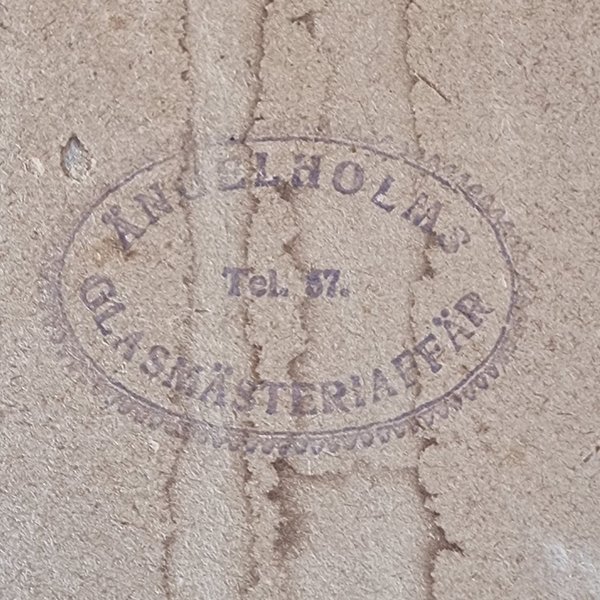 ÄNGELHOLMS
Tel. 57.
GLASMÄSTERIAFFÄR